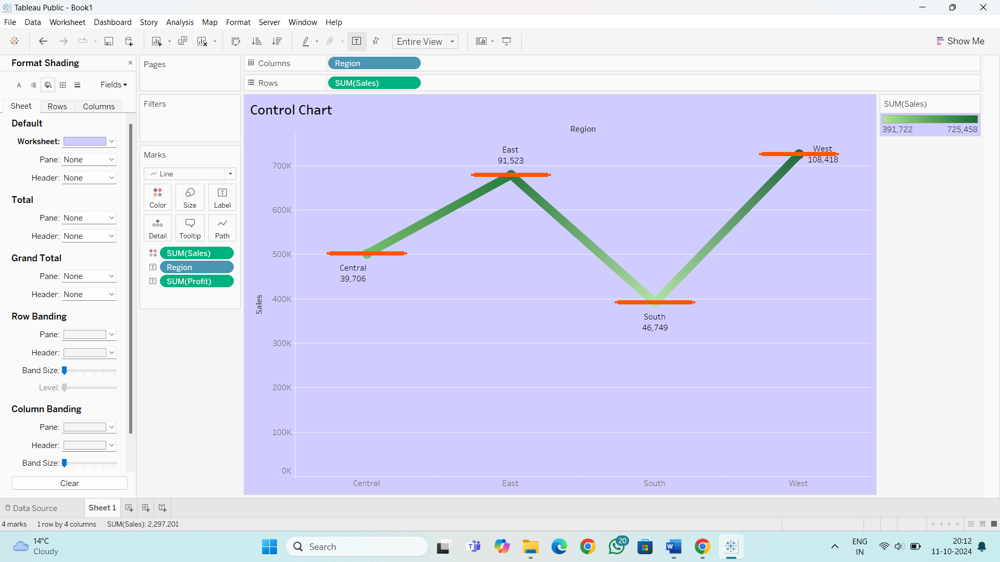 Tableau Public - Book1
File Data Worksheet Dashboard Story Analysis Map Format Server Window Help
Entire View
Show Me
Format Shading
Fields
Sheet Rows Columns
Default
Worksheet:
Pane: None
Header: None
Total
Pane: None
Header: None
Grand Total
Pane: None
Header: None
Row Banding
Pane:
Header:
Band Size:
Level:
Column Banding
Pane:
Header:
Band Size:
Clear
Pages
Filters
Marks
Line
Color Size Label
Detail Tooltip Path
SUM(Sales)
Region
SUM(Profit)
Columns Region
Rows SUM(Sales)
Control Chart
Region
Sales
700K
600K
500K
400K
300K
200K
100K
0K
Central
39,706
East
91,523
South
46,749
West
108,418
Central East South West
SUM(Sales)
391,722 725,458
Data Source Sheet 1
4 marks 1 row by 4 columns SUM(Sales): 2,297,201
14°C
Cloudy
Search
20
ENG
IN
20:12
11-10-2024